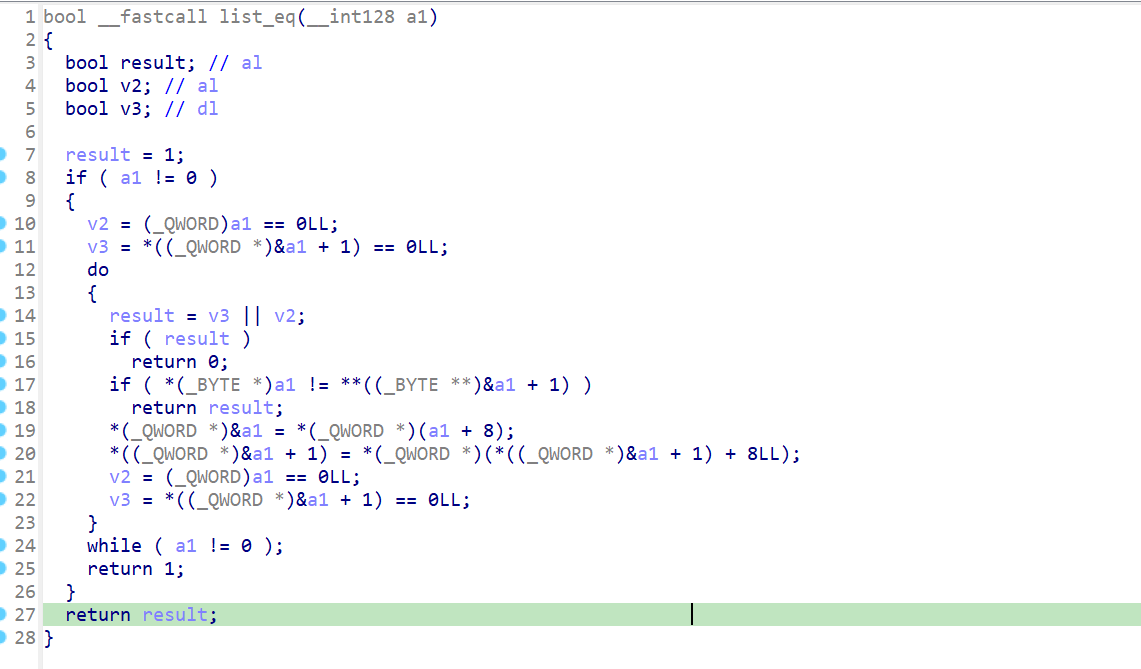 1 bool __fastcall list_eq(__int128 a1)
2 {
3   bool result; // al
4   bool v2; // al
5   bool v3; // dl
6
7   result = 1;
8   if ( a1 != 0 )
9   {
10     v2 = (_QWORD)a1 == 0LL;
11     v3 = *((_QWORD *)&a1 + 1) == 0LL;
12     do
13     {
14       result = v3 || v2;
15       if ( result )
16         return 0;
17       if ( *(_BYTE *)a1 != **((_BYTE **)&a1 + 1) )
18         return result;
19       *(_QWORD *)&a1 = *(_QWORD *)(a1 + 8);
20       *((_QWORD *)&a1 + 1) = *(_QWORD *)(*((_QWORD *)&a1 + 1) + 8LL);
21       v2 = (_QWORD)a1 == 0LL;
22       v3 = *((_QWORD *)&a1 + 1) == 0LL;
23     }
24     while ( a1 != 0 );
25     return 1;
26   }
27   return result;
28 }